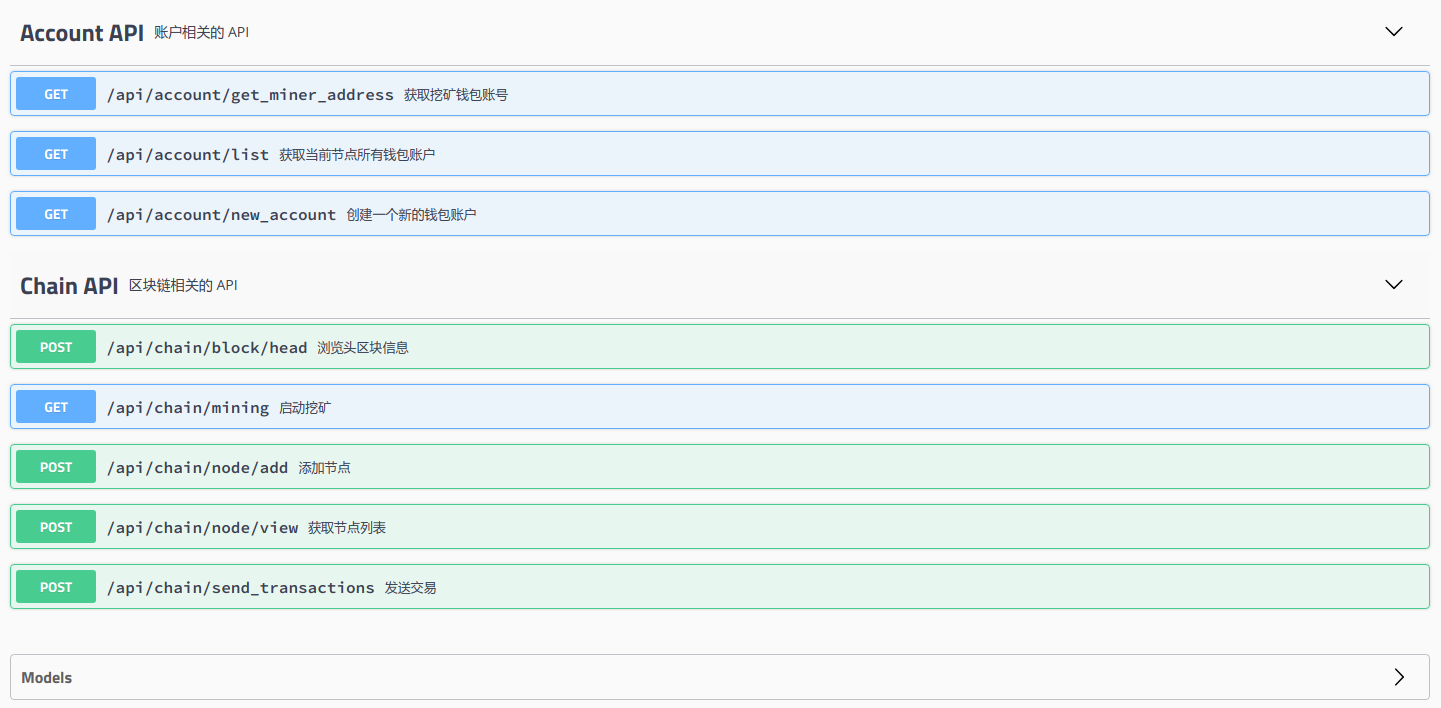 Account API 账户相关的 API
GET /api/account/get_miner_address 获取挖矿钱包账号
GET /api/account/list 获取当前节点所有钱包账户
GET /api/account/new_account 创建一个新的钱包账户
Chain API 区块链相关的 API
POST /api/chain/block/head 浏览头区块信息
GET /api/chain/mining 启动挖矿
POST /api/chain/node/add 添加节点
POST /api/chain/node/view 获取节点列表
POST /api/chain/send_transactions 发送交易
Models